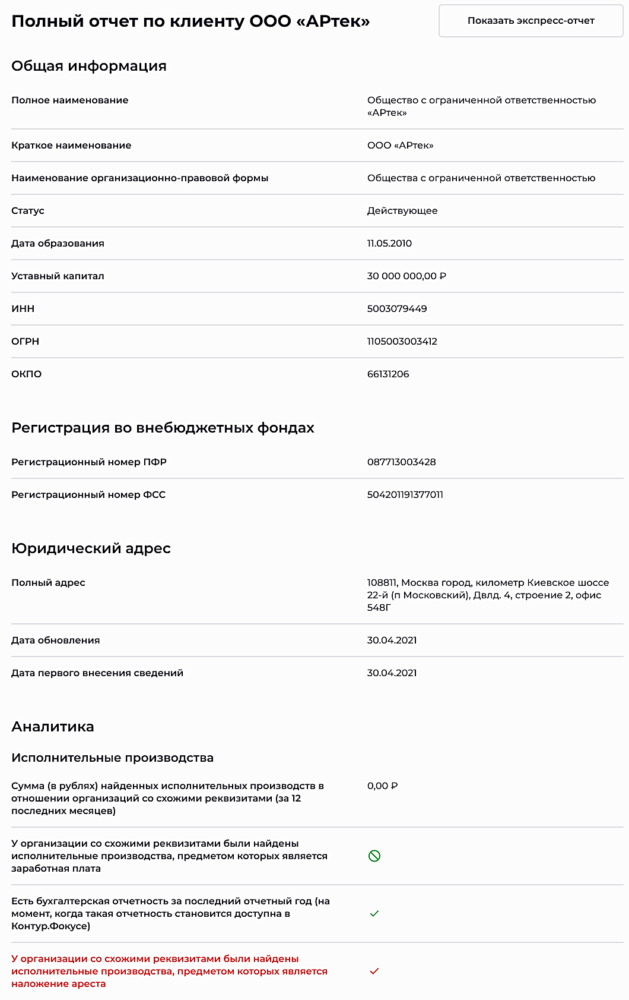 Полный отчет по клиенту ООО «АРтек»
Показать экспресс-отчет
Общая информация
Полное наименование
Общество с ограниченной ответственностью
«АРтек»
Краткое наименование
ООО «АРтек»
Наименование организационно-правовой формы
Общества с ограниченной ответственностью
Статус
Действующее
Дата образования
11.05.2010
Уставный капитал
30 000 000,00 ₽
ИНН
5003079449
ОГРН
1105003003412
ОКПО
66131206
Регистрация во внебюджетных фондах
Регистрационный номер ПФР
087713003428
Регистрационный номер ФСС
504201191377011
Юридический адрес
Полный адрес
108811, Москва город, километр Киевское шоссе
22-й (п Московский), Двлд. 4, строение 2, офис
548Г
Дата обновления
30.04.2021
Дата первого внесения сведений
30.04.2021
Аналитика
Исполнительные производства
Сумма (в рублях) найденных исполнительных производств в
отношении организаций со схожими реквизитами (за 12
последних месяцев)
0,00 ₽
У организации со схожими реквизитами были найдены
исполнительные производства, предметом которых является
заработная плата
Есть бухгалтерская отчетность за последний отчетный год (на
момент, когда такая отчетность становится доступна в
Контур.Фокусе)
У организации со схожими реквизитами были найдены
исполнительные производства, предметом которых является
наложение ареста